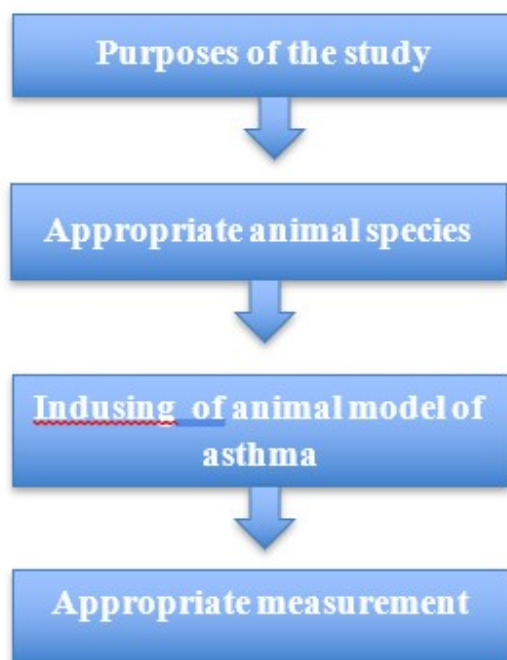 Purposes of the study
Appropriate animal species
Indusing of animal model of
asthma
Appropriate measurement